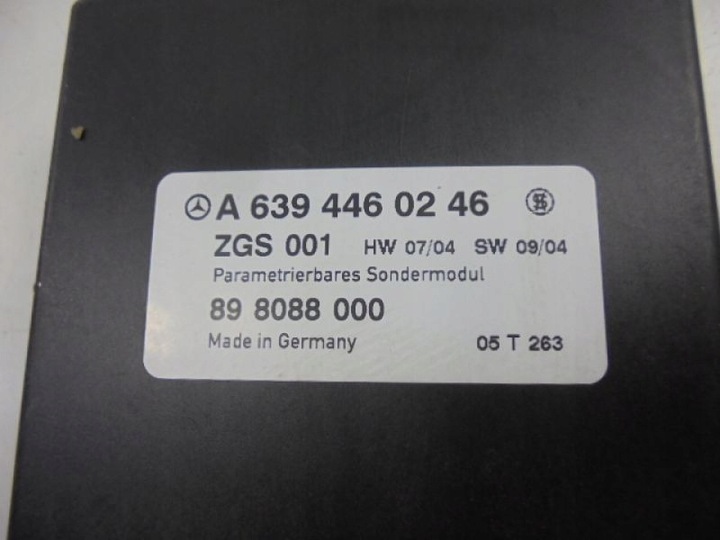 A 639 446 02 46
ZGS 001 HW 07/04 SW 09/04
Parametrierbares Sondermodul
89 8088 000
Made in Germany 05 T 263